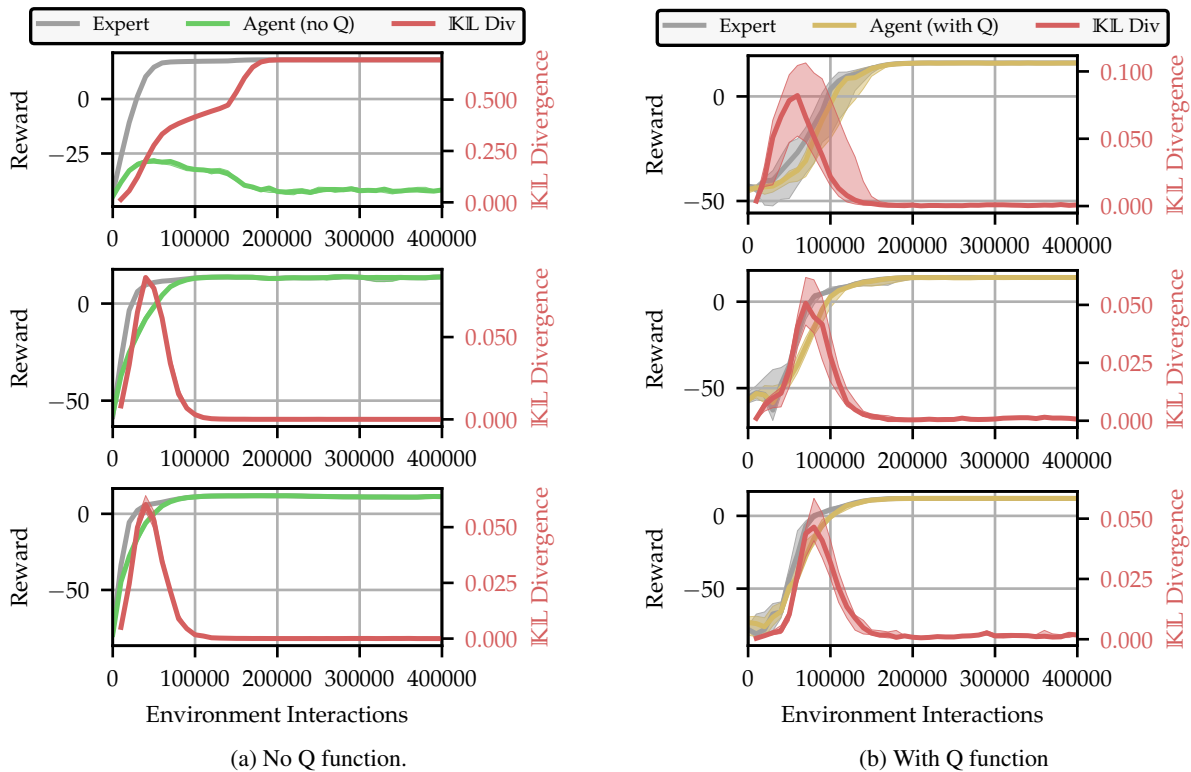 Expert Agent (no Q) 𝕂𝕃 Div
Reward
0
−25
0.500
0.250
0.000
𝕂𝕃 Divergence
0 100000 200000 300000 400000
Reward
0
−50
0.050
0.000
𝕂𝕃 Divergence
0 100000 200000 300000 400000
Reward
0
−50
0.050
0.025
0.000
𝕂𝕃 Divergence
0 100000 200000 300000 400000
Environment Interactions
(a) No Q function.
Expert Agent (with Q) 𝕂𝕃 Div
Reward
0
−50
0.100
0.050
0.000
𝕂𝕃 Divergence
0 100000 200000 300000 400000
Reward
0
−50
0.050
0.025
0.000
𝕂𝕃 Divergence
0 100000 200000 300000 400000
Reward
0
−50
0.050
0.025
0.000
𝕂𝕃 Divergence
0 100000 200000 300000 400000
Environment Interactions
(b) With Q function